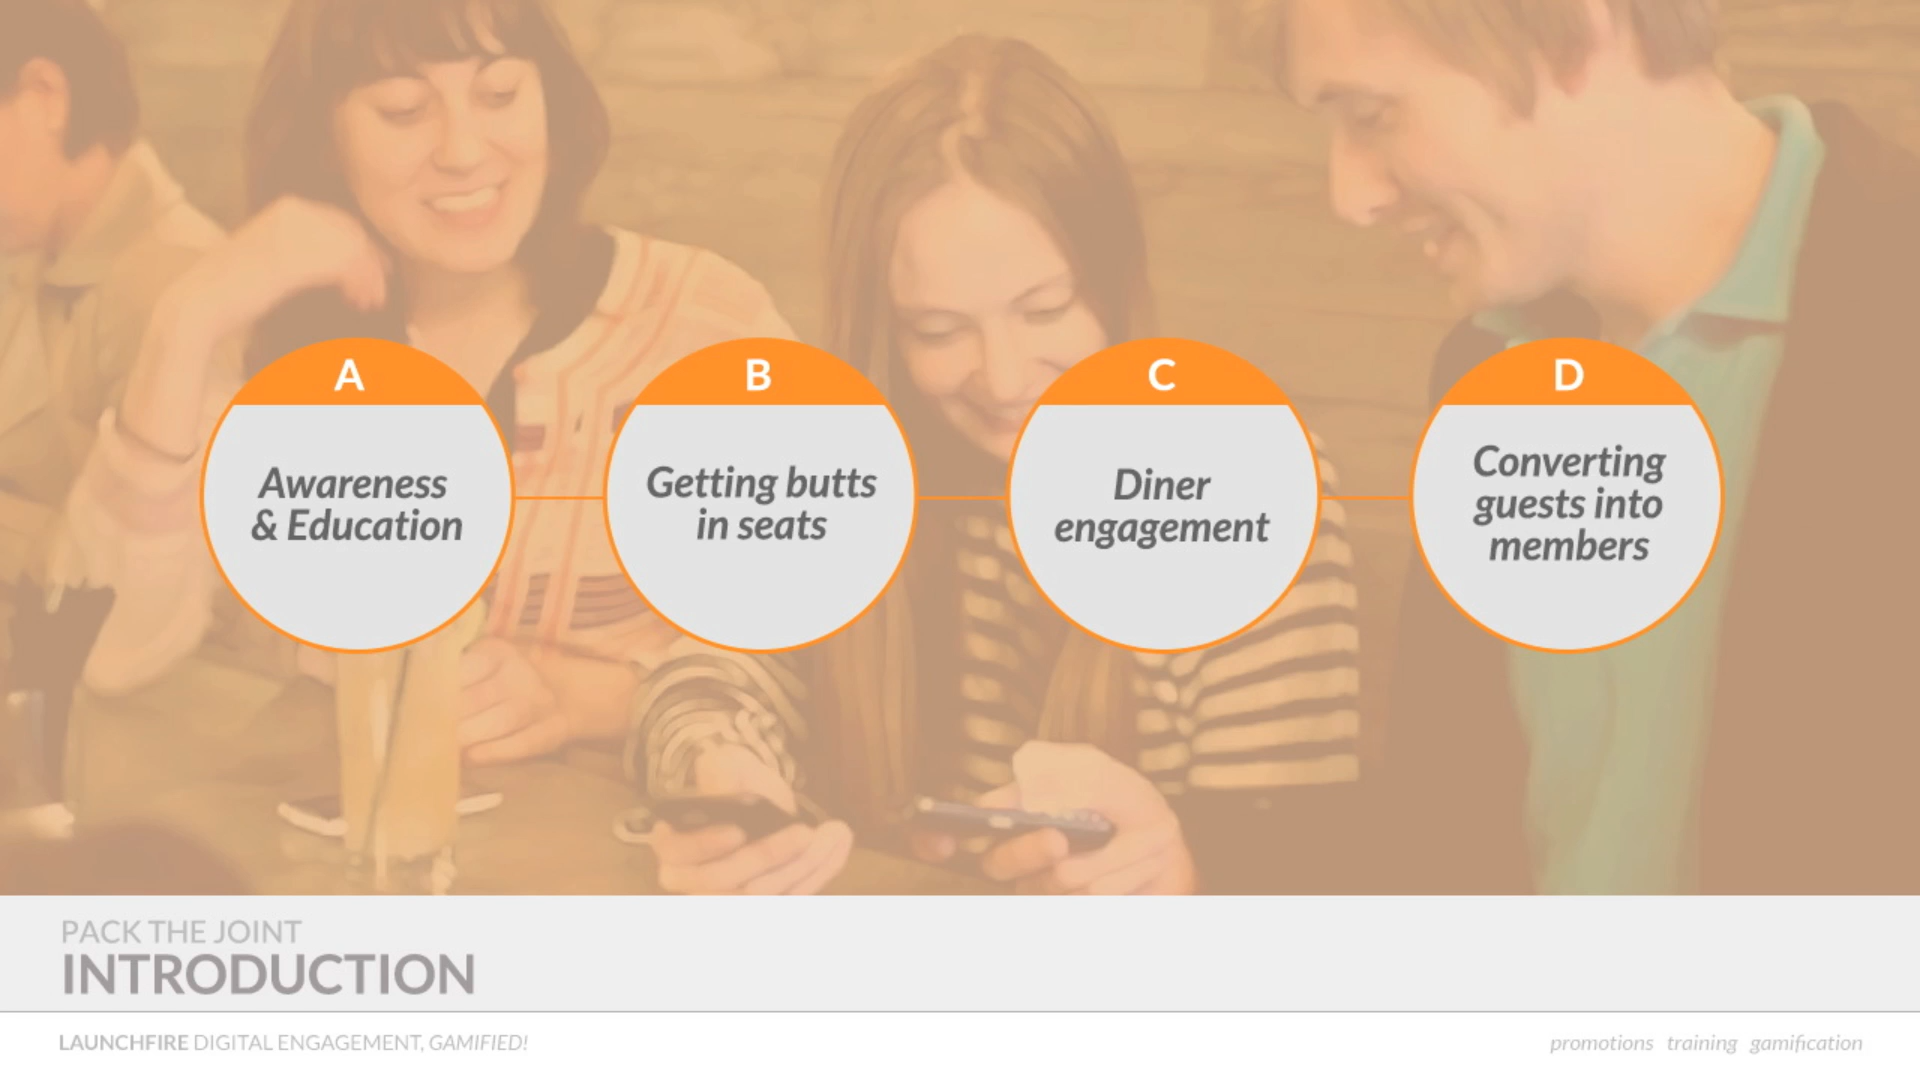 A
Awareness
& Education
B
Getting butts
in seats
C
Diner
engagement
D
Converting
guests into
members
PACK THE JOINT
INTRODUCTION
LAUNCHFIRE DIGITAL ENGAGEMENT, GAMIFIED!
promotions training gamification